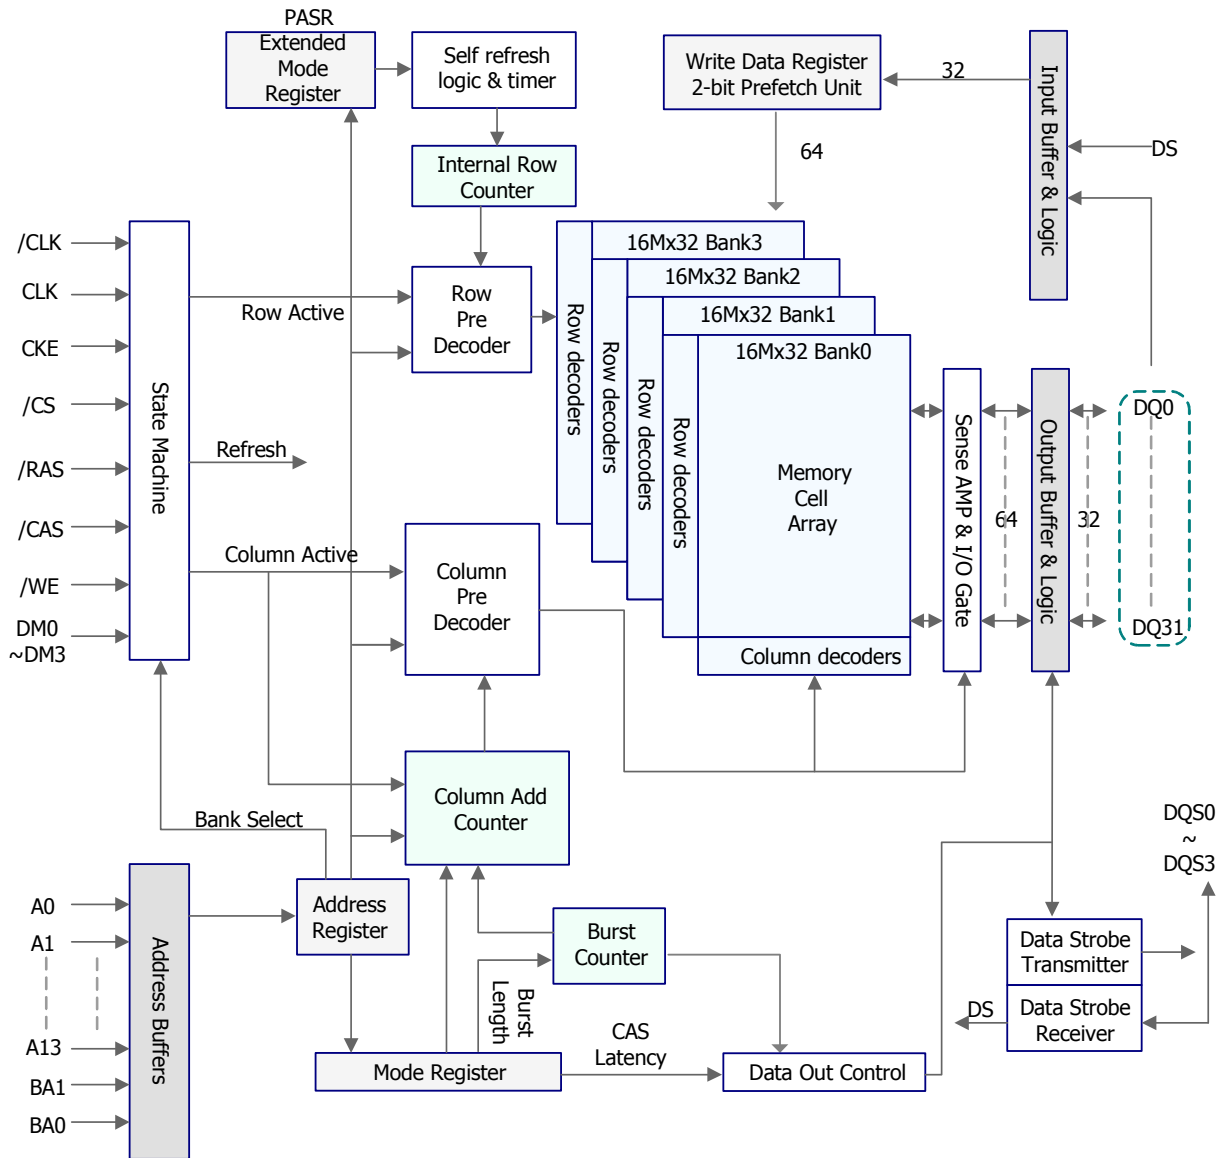 PASR
Extended
Mode
Register
Self refresh
logic & timer
Write Data Register
2-bit Prefetch Unit
32
Input Buffer & Logic
DS
64
Internal Row
Counter
/CLK
CLK
CKE
/CS
/RAS
/CAS
/WE
DM0
~DM3
State Machine
Row Active
Refresh
Column Active
Row
Pre
Decoder
Row decoders
Row decoders
Row decoders
Row decoders
16Mx32 Bank3
16Mx32 Bank2
16Mx32 Bank1
16Mx32 Bank0
Memory
Cell
Array
Column decoders
Sense AMP & I/O Gate
64
Output Buffer & Logic
32
DQ0
DQ31
Column
Pre
Decoder
Column Add
Counter
Bank Select
A0
A1
A13
BA1
BA0
Address Buffers
Address
Register
Burst
Length
Burst
Counter
Mode Register
CAS
Latency
Data Out Control
DQS0
~
DQS3
Data Strobe
Transmitter
DS
Data Strobe
Receiver